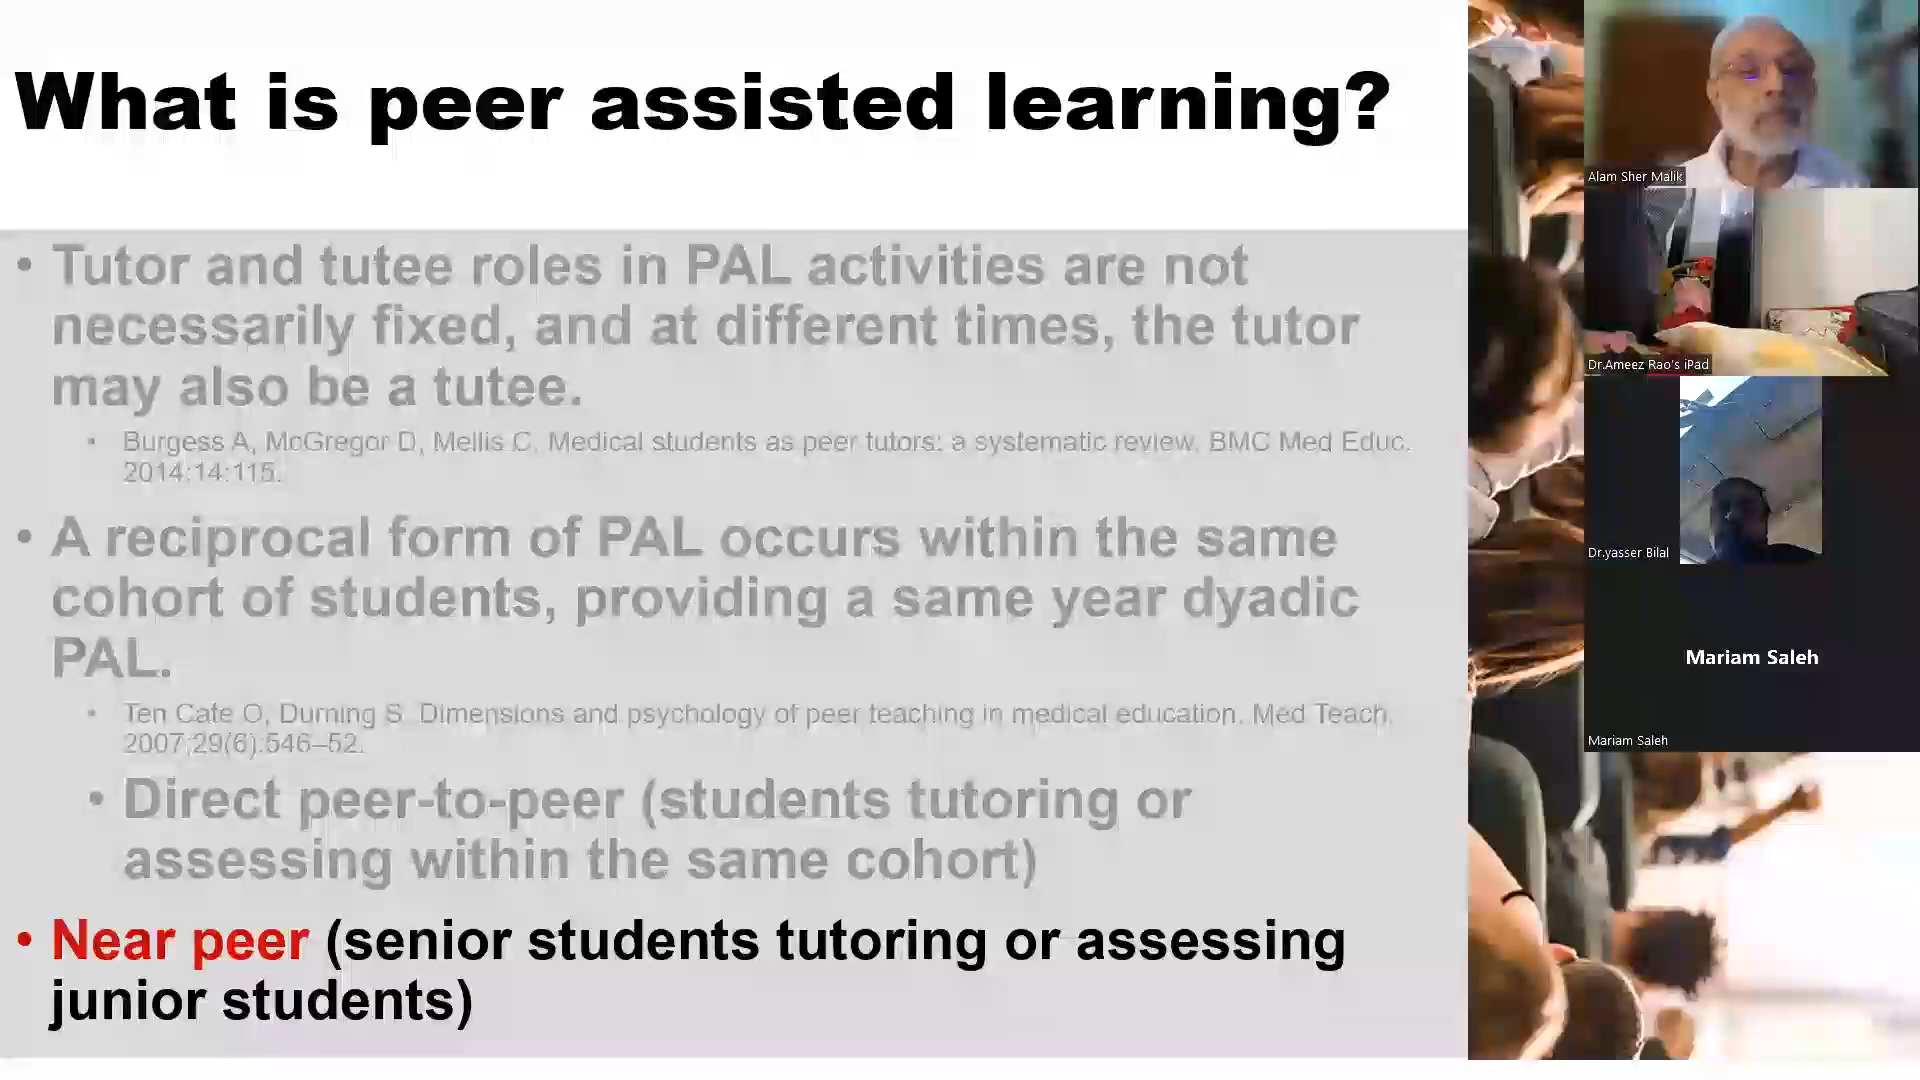 What is peer assisted learning?
• Tutor and tutee roles in PAL activities are not
necessarily fixed, and at different times, the tutor
may also be a tutee.
• Burgess A, McGregor D, Mellis C. Medical students as peer tutors: a systematic review. BMC Med Educ.
2014;14:115.
• A reciprocal form of PAL occurs within the same
cohort of students, providing a same year dyadic
PAL.
• Ten Cate O, Durning S. Dimensions and psychology of peer teaching in medical education. Med Teach.
2007;29(6):546–52.
• Direct peer-to-peer (students tutoring or
assessing within the same cohort)
• Near peer (senior students tutoring or assessing
junior students)
Alam Sher Malik
Dr.Ameez Rao's iPad
Dr.yasser Bilal
Mariam Saleh
Mariam Saleh